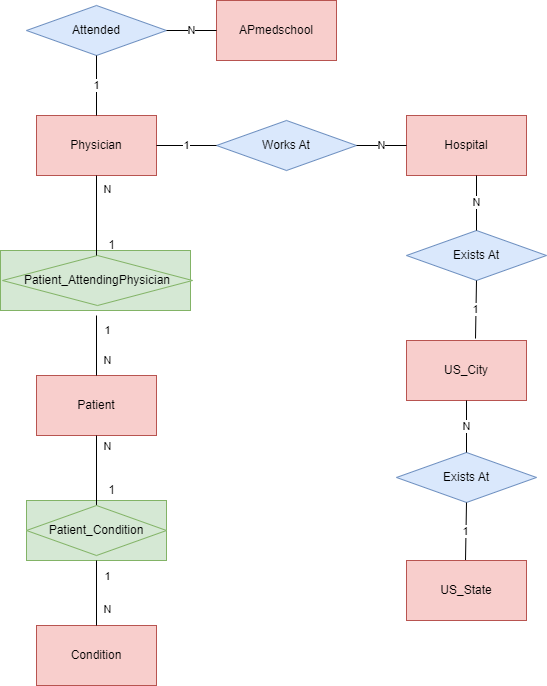 Attended
N
APmedschool
1
Physician
1
Works At
N
Hospital
N
N
1
Exists At
Patient_AttendingPhysician
1
1
N
US_City
Patient
N
N
1
Exists At
Patient_Condition
1
1
US_State
N
Condition